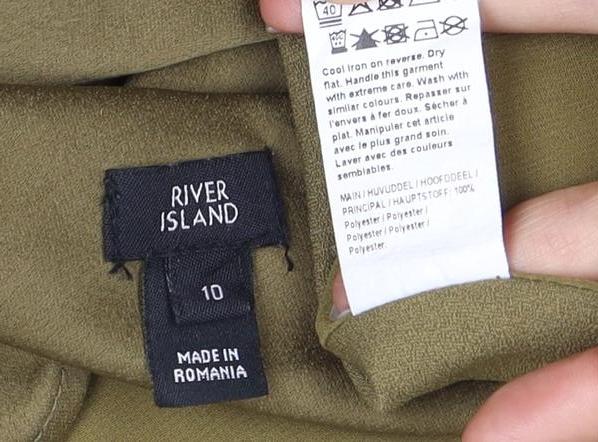 RIVER
ISLAND
10
MADE IN
ROMANIA
40
Cool iron on reverse. Dry
flat. Handle this garment
with extreme care. Wash with
similar colours. Repasser sur
l'envers à fer doux. Sécher à
plat. Manipuler cet article
avec le plus grand soin.
Laver avec des couleurs
semblables.
MAIN / HUVUDDEL / HOOFDDEEL /
PRINCIPAL / HAUPTSTOFF: 100%
Polyester / Polyester /
Polyester / Polyester /
Polyester.